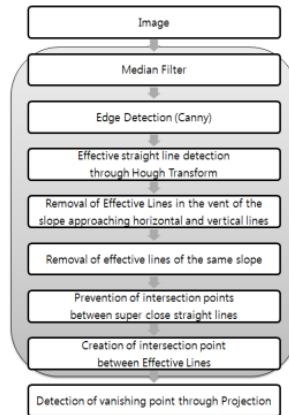 Image
Median Filter
Edge Detection (Canny)
Effective straight line detection
through Hough Transform
Removal of Effective Lines in the vent of the
slope approaching horizontal and vertical lines
Removal of effective lines of the same slope
Prevention of intersection points
between super close straight lines
Creation of intersection point
between Effective Lines
Detection of vanishing point through Projection